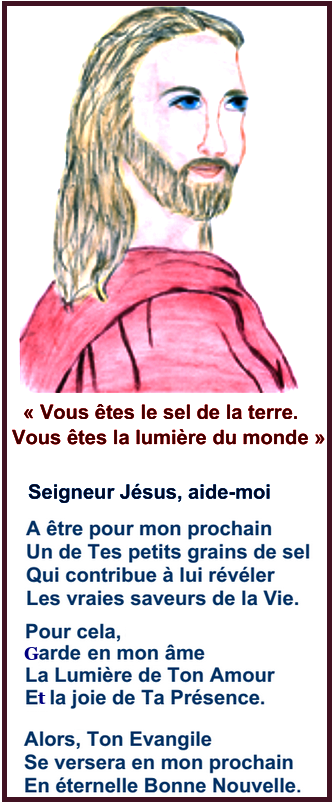 « Vous êtes le sel de la terre.
Vous êtes la lumière du monde »
Seigneur Jésus, aide-moi
A être pour mon prochain
Un de Tes petits grains de sel
Qui contribue à lui révéler
Les vraies saveurs de la Vie.
Pour cela,
Garde en mon âme
La Lumière de Ton Amour
Et la joie de Ta Présence.
Alors, Ton Evangile
Se versera en mon prochain
En éternelle Bonne Nouvelle.